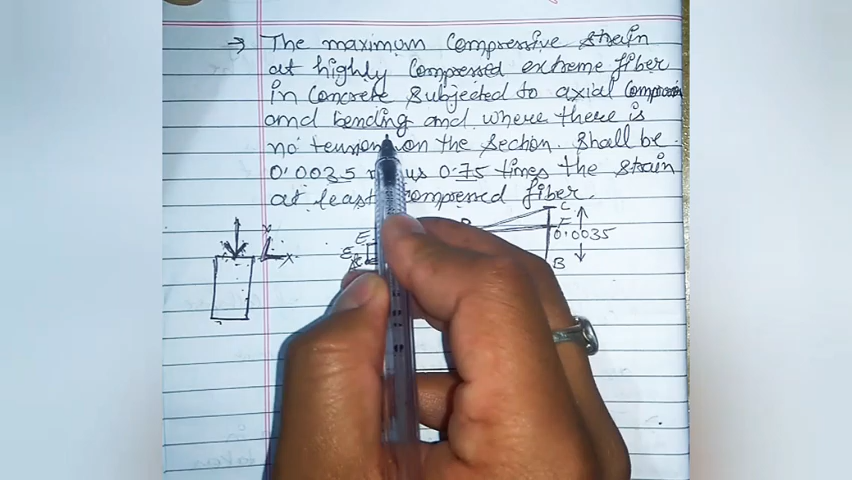 → The maximum compressive strain
at highly compressed extreme fiber
in concrete subjected to axial compression
and bending and where there is
no tension on the section. Shall be
0.0035 0.75 times the strain
at least compressed fiber.
C
E F
0.0035
Y
X
B